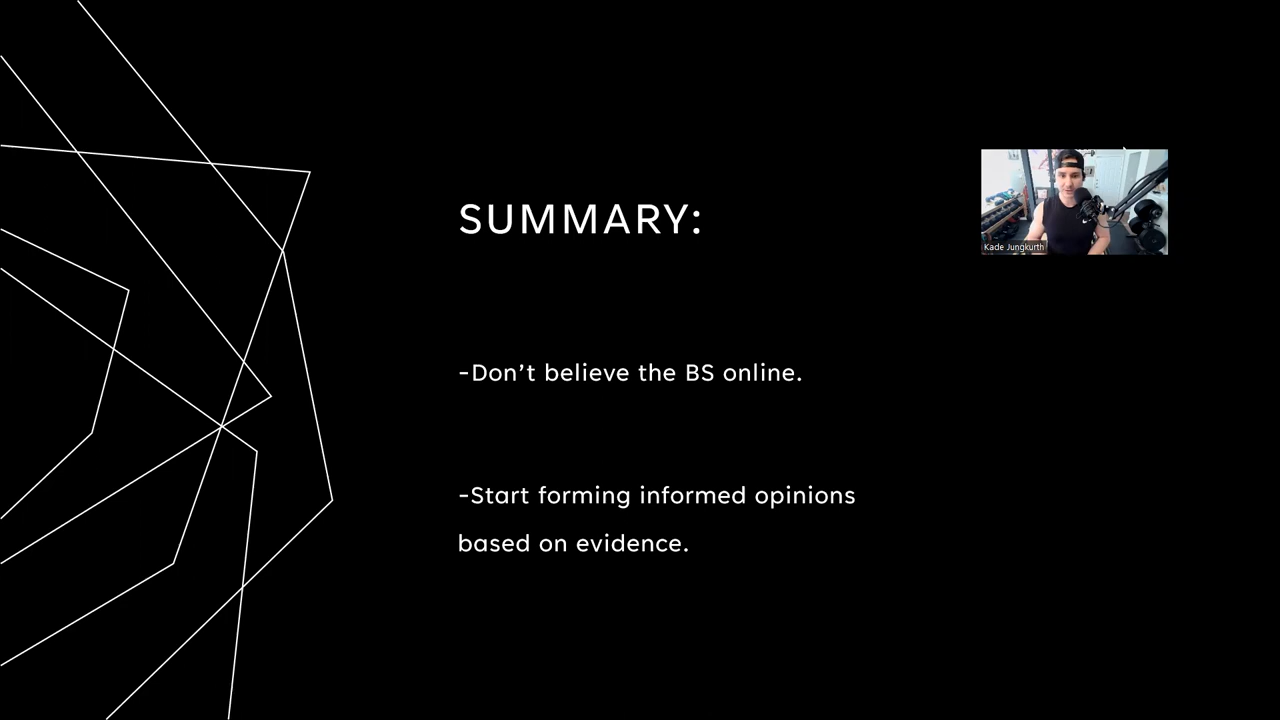 SUMMARY:
-Don’t believe the BS online.
-Start forming informed opinions
based on evidence.
Kade Jungkurth